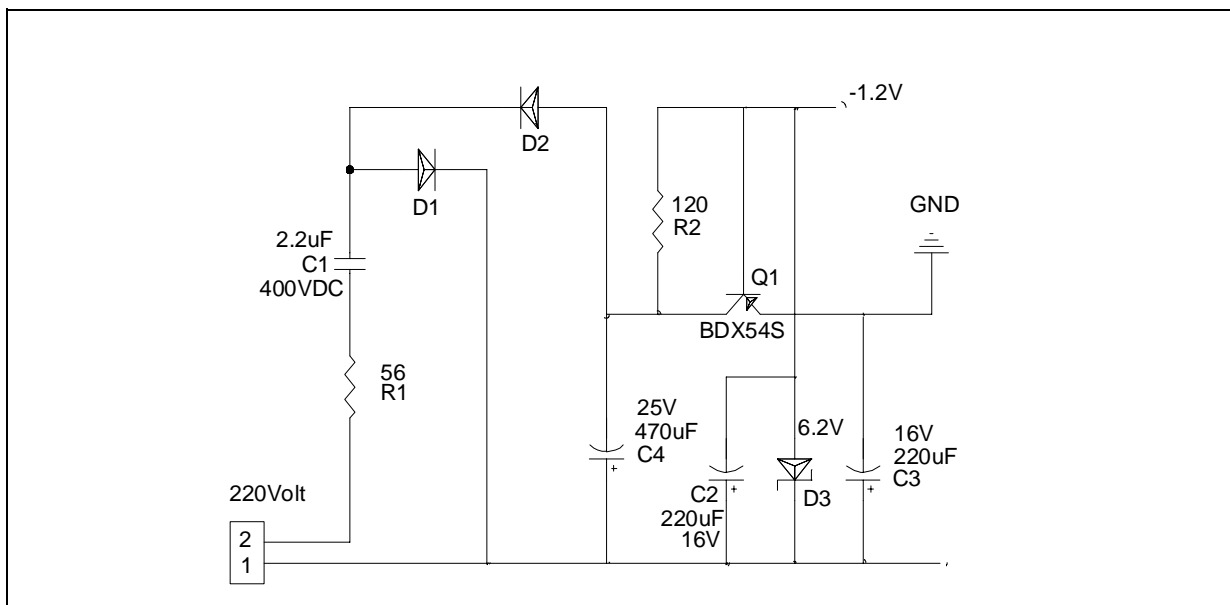 -1.2V
D2
D1
120
R2
GND
2.2uF
C1
400VDC
Q1
BDX54S
56
R1
25V
470uF
C4
6.2V
16V
220uF
C3
+
+
+
C2
220uF
16V
D3
220Volt
2
1